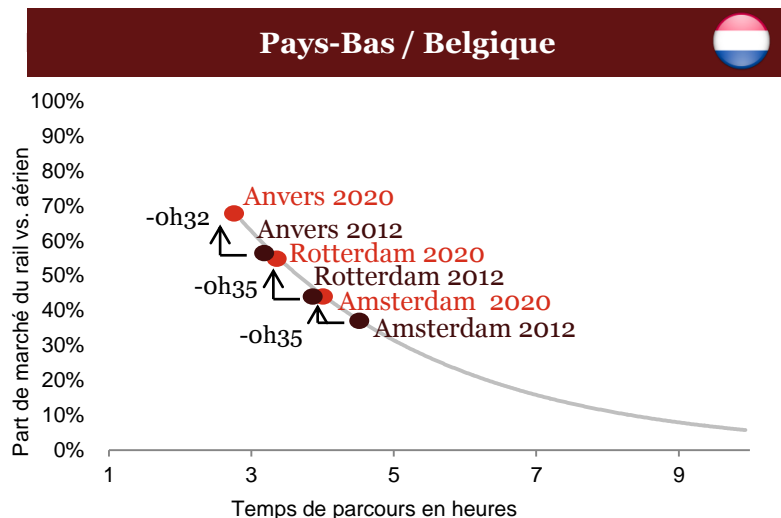 Pays-Bas / Belgique
Part de marché du rail vs. aérien
100%
90%
80%
70%
60%
50%
40%
30%
20%
10%
0%
Anvers 2020
-0h32
Anvers 2012
Rotterdam 2020
Rotterdam 2012
-0h35
Amsterdam 2020
-0h35
Amsterdam 2012
1
3
5
7
9
Temps de parcours en heures